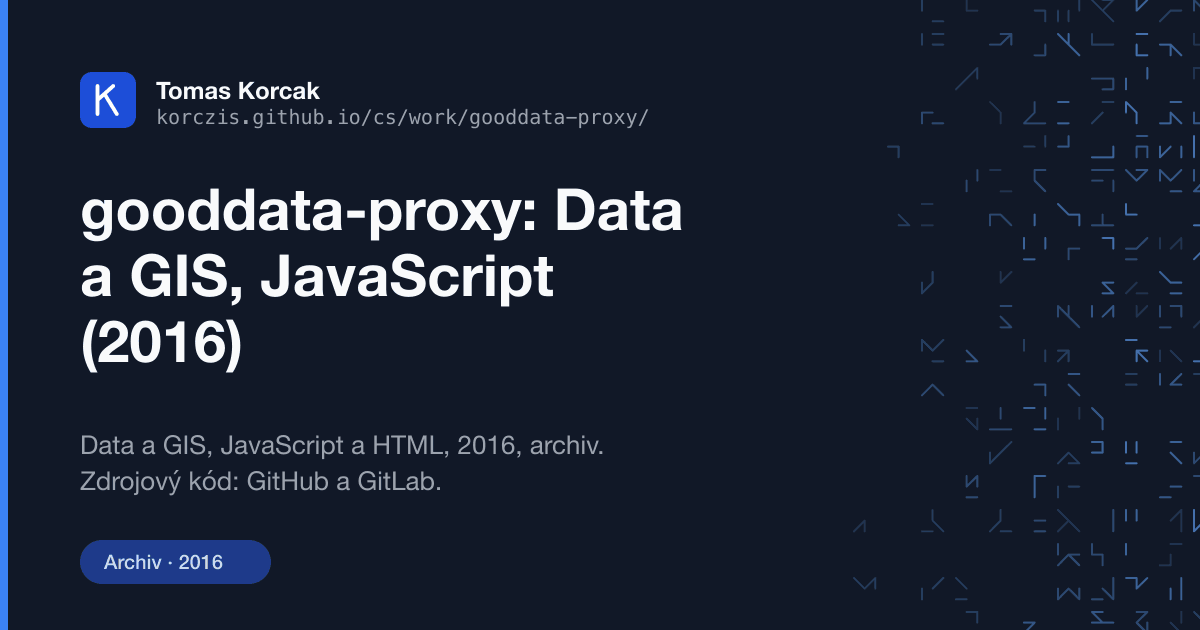 K
Tomas Korcak
korczis.github.io/cs/work/gooddata-proxy/
gooddata-proxy: Data
a GIS, JavaScript
(2016)
Data a GIS, JavaScript a HTML, 2016, archiv.
Zdrojový kód: GitHub a GitLab.
Archiv · 2016